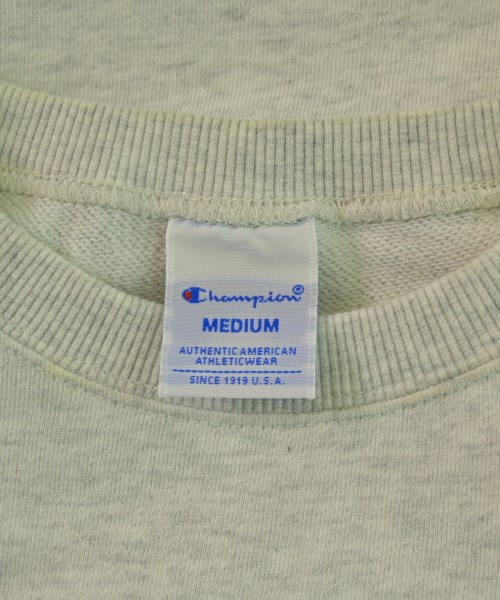 Champion®
MEDIUM
AUTHENTIC AMERICAN
ATHLETICWEAR
SINCE 1919 U.S.A.